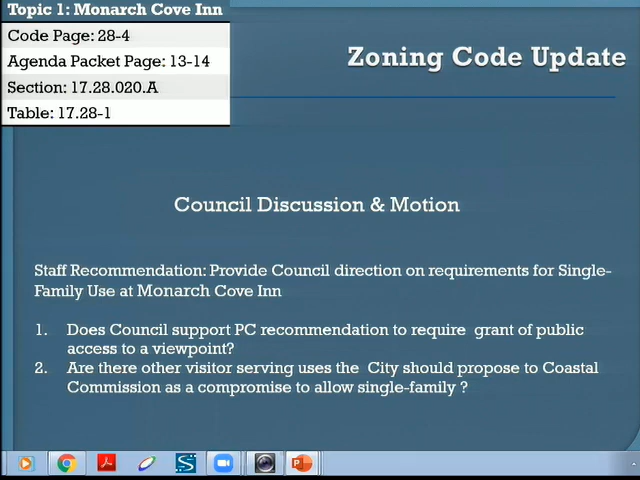 Topic 1: Monarch Cove Inn
Code Page: 28-4
Agenda Packet Page: 13-14
Section: 17.28.020.A
Table: 17.28-1
Zoning Code Update
Council Discussion & Motion
Staff Recommendation: Provide Council direction on requirements for Single-
Family Use at Monarch Cove Inn
1. Does Council support PC recommendation to require grant of public
access to a viewpoint?
2. Are there other visitor serving uses the City should propose to Coastal
Commission as a compromise to allow single-family ?